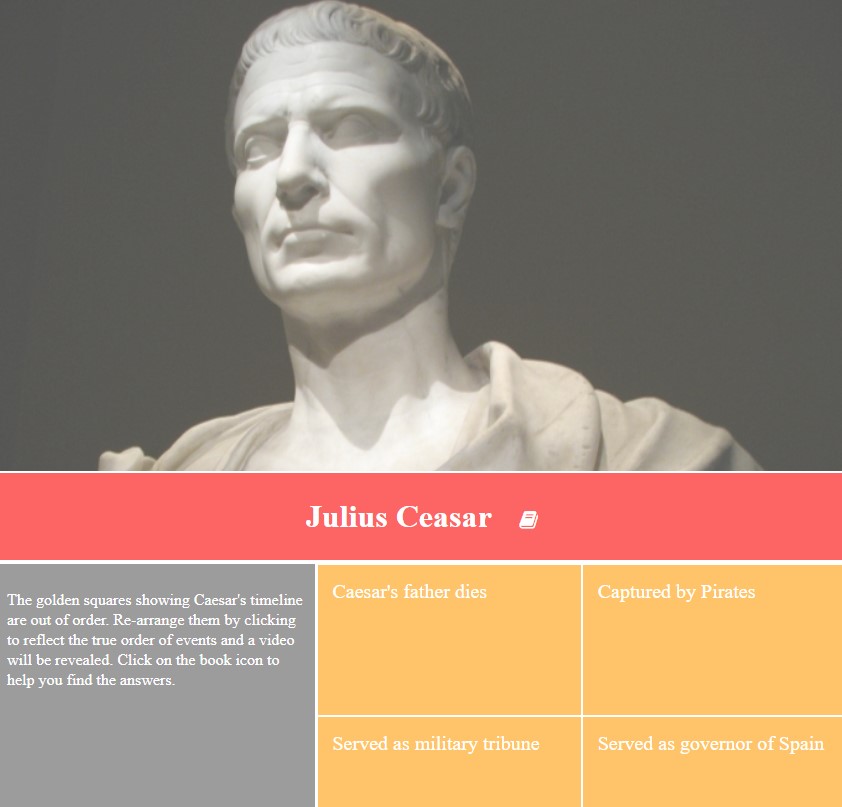 Julius Ceasar
The golden squares showing Caesar's timeline
are out of order. Re-arrange them by clicking
to reflect the true order of events and a video
will be revealed. Click on the book icon to
help you find the answers.
Caesar's father dies
Captured by Pirates
Served as military tribune
Served as governor of Spain